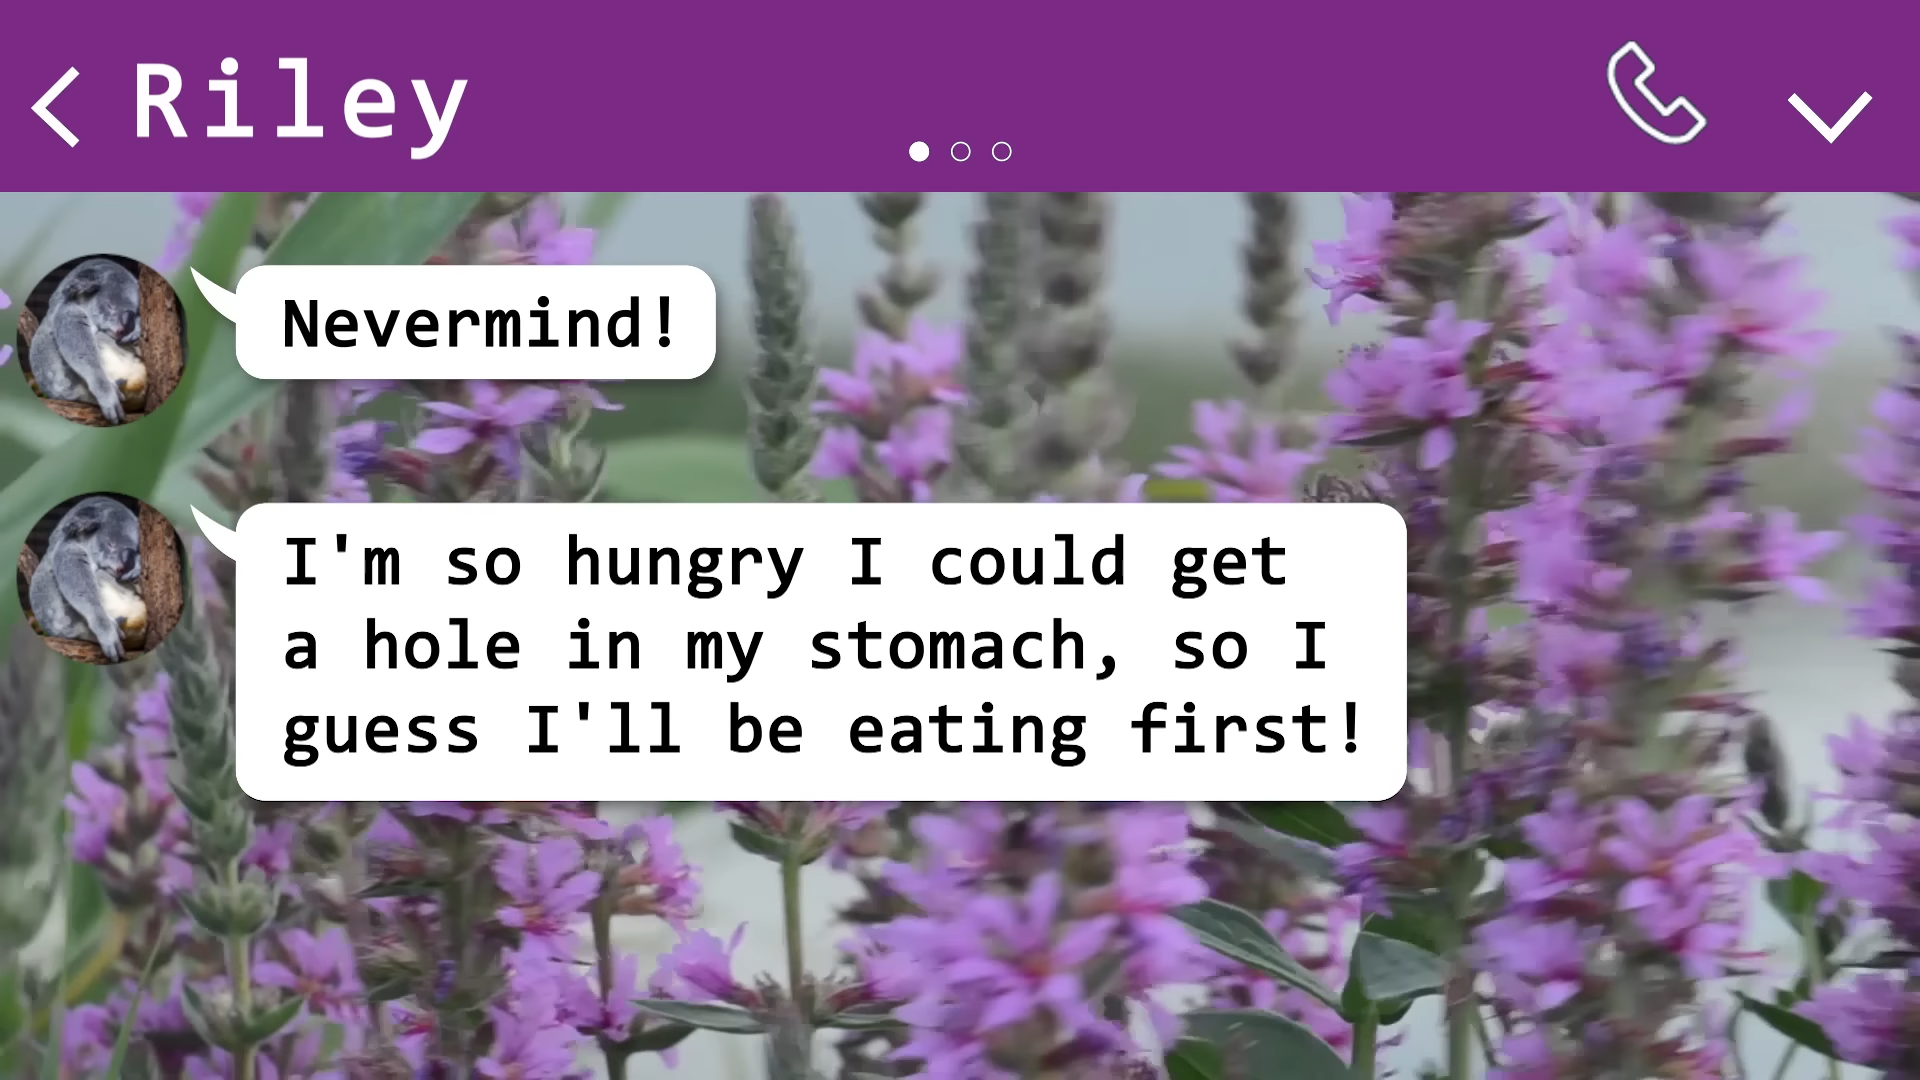 Riley
Nevermind!
I'm so hungry I could get
a hole in my stomach, so I
guess I'll be eating first!